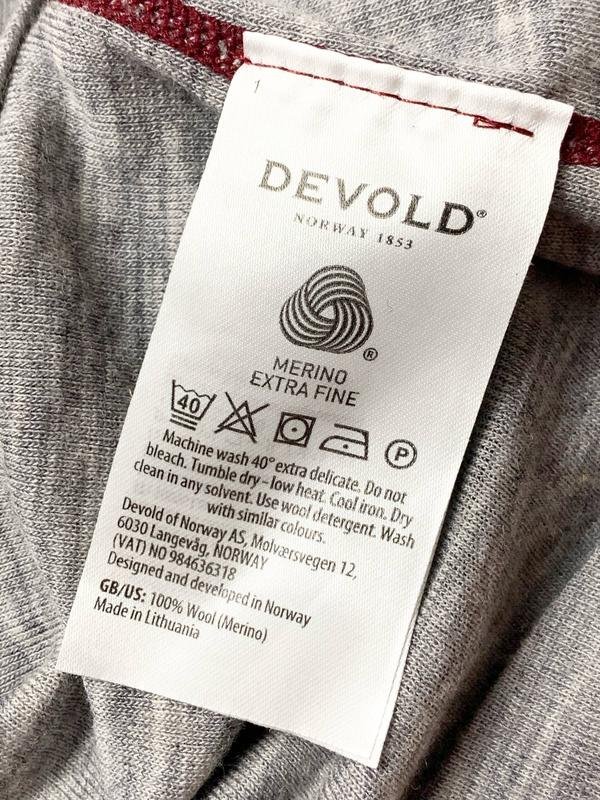 1
DEVOLD®
NORWAY 1853
®
MERINO
EXTRA FINE
40 P
Machine wash 40° extra delicate. Do not
bleach. Tumble dry – low heat. Cool iron. Dry
clean in any solvent. Use wool detergent. Wash
with similar colours.
Devold of Norway AS, Molværsvegen 12,
6030 Langevåg, NORWAY
(VAT) NO 984636318
Designed and developed in Norway
GB/US: 100% Wool (Merino)
Made in Lithuania